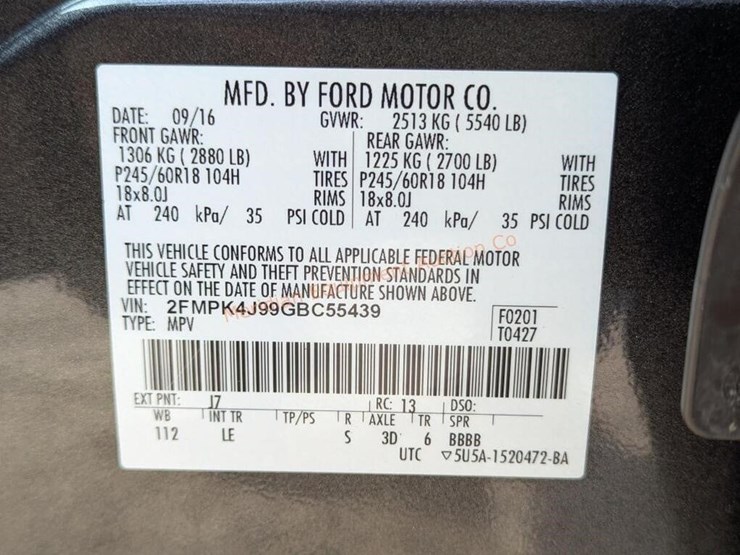 MFD. BY FORD MOTOR CO.
DATE: 09/16 GVWR: 2513 KG ( 5540 LB)
FRONT GAWR: REAR GAWR:
1306 KG ( 2880 LB) WITH 1225 KG ( 2700 LB) WITH
P245/60R18 104H TIRES P245/60R18 104H TIRES
18x8.0J RIMS 18x8.0J RIMS
AT 240 kPa/ 35 PSI COLD AT 240 kPa/ 35 PSI COLD
THIS VEHICLE CONFORMS TO ALL APPLICABLE FEDERAL MOTOR
VEHICLE SAFETY AND THEFT PREVENTION STANDARDS IN
EFFECT ON THE DATE OF MANUFACTURE SHOWN ABOVE.
VIN: 2FMPK4J99GBC55439 F0201
TYPE: MPV T0427
EXT PNT: J7 RC: 13 DSO:
WB INT TR TP/PS R AXLE TR SPR
112 LE S 3D 6 BBBB
UTC ▽5U5A-1520472-BA
Co